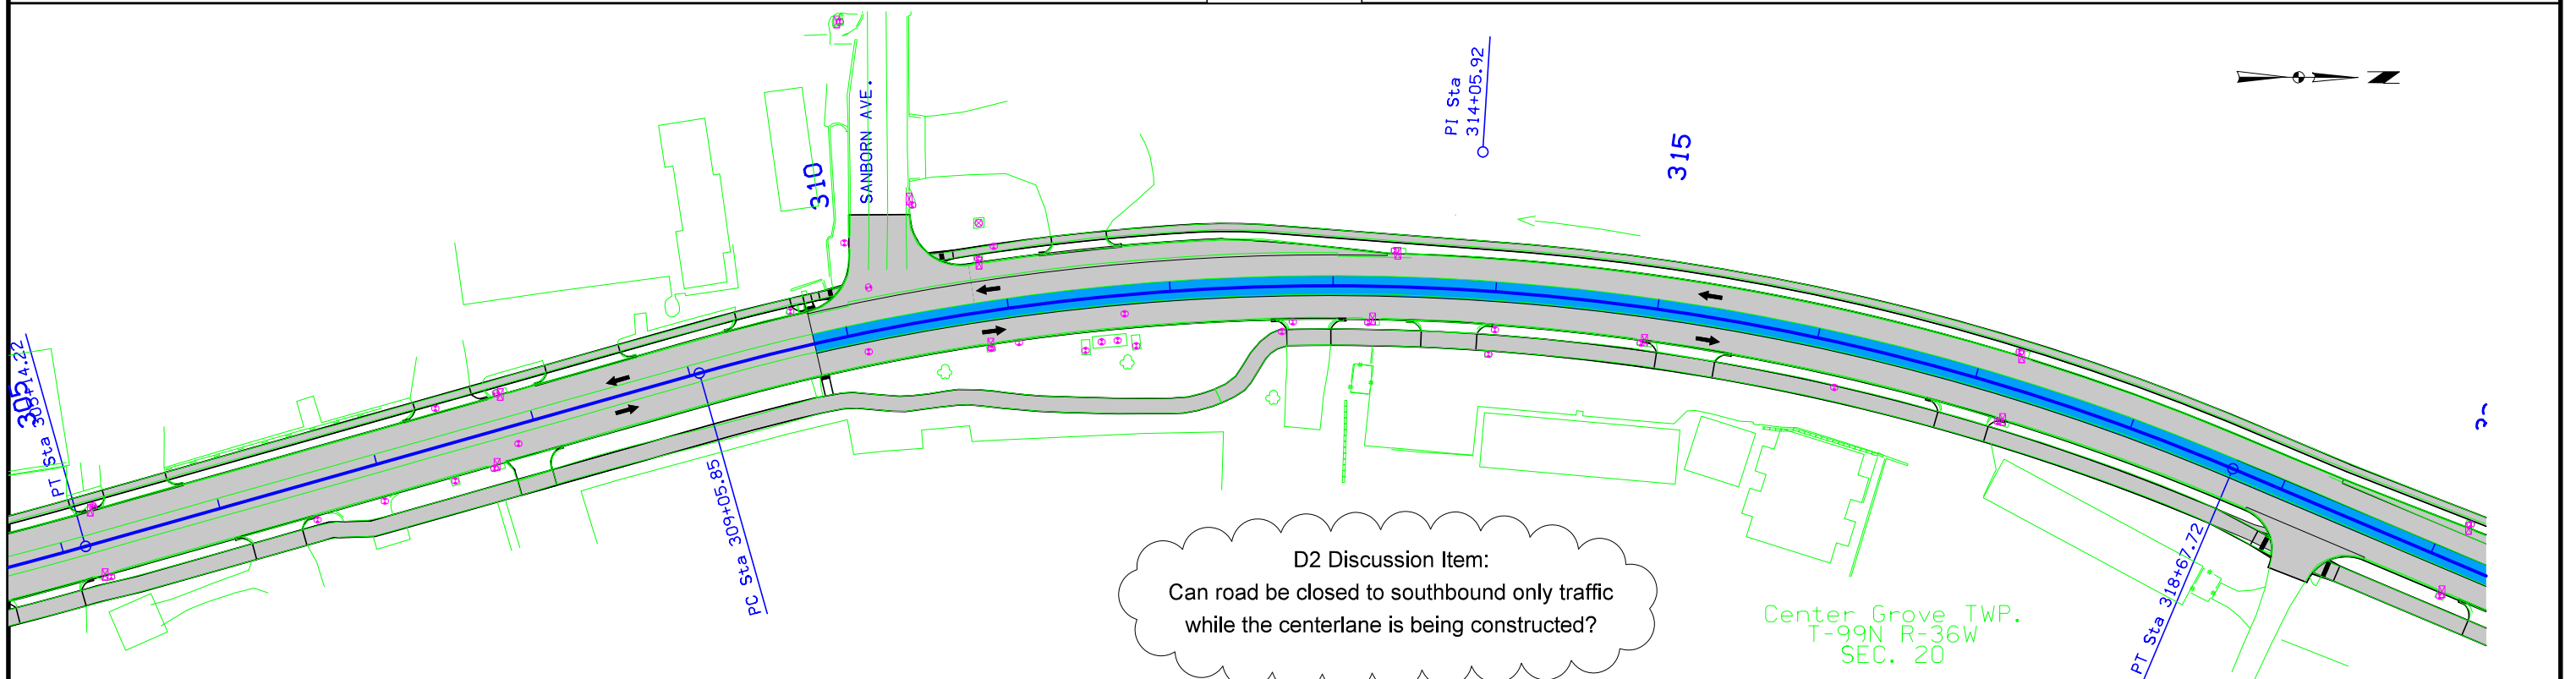 SANBORN AVE.
310
PI Sta
314+05.92
315
N
305
PC Sta 309+05.85
D2 Discussion Item:
Can road be closed to southbound only traffic
while the centerlane is being constructed?
Center Grove TWP.
T-99N R-36W
SEC. 20
PT Sta 318+67.72
PT Sta